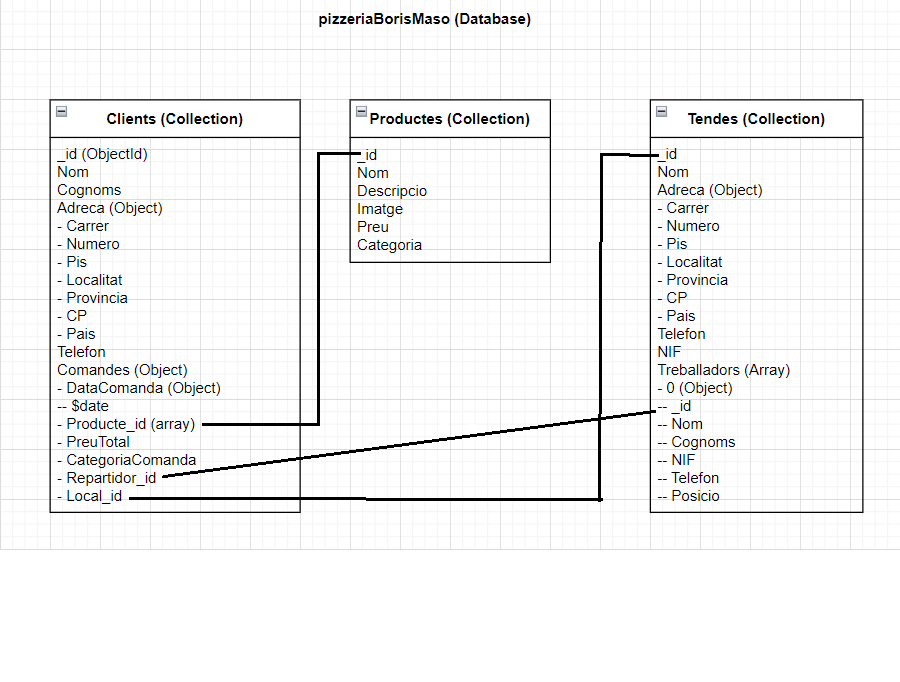 pizzeriaBorisMaso (Database)
Clients (Collection)
_id (ObjectId)
Nom
Cognoms
Adreca (Object)
- Carrer
- Numero
- Pis
- Localitat
- Provincia
- CP
- Pais
Telefon
Comandes (Object)
- DataComanda (Object)
-- $date
- Producte_id (array)
- PreuTotal
- CategoriaComanda
- Repartidor_id
- Local_id
Productes (Collection)
_id
Nom
Descripcio
Imatge
Preu
Categoria
Tendes (Collection)
_id
Nom
Adreca (Object)
- Carrer
- Numero
- Pis
- Localitat
- Provincia
- CP
- Pais
Telefon
NIF
Treballadors (Array)
- 0 (Object)
-- _id
-- Nom
-- Cognoms
-- NIF
-- Telefon
-- Posicio